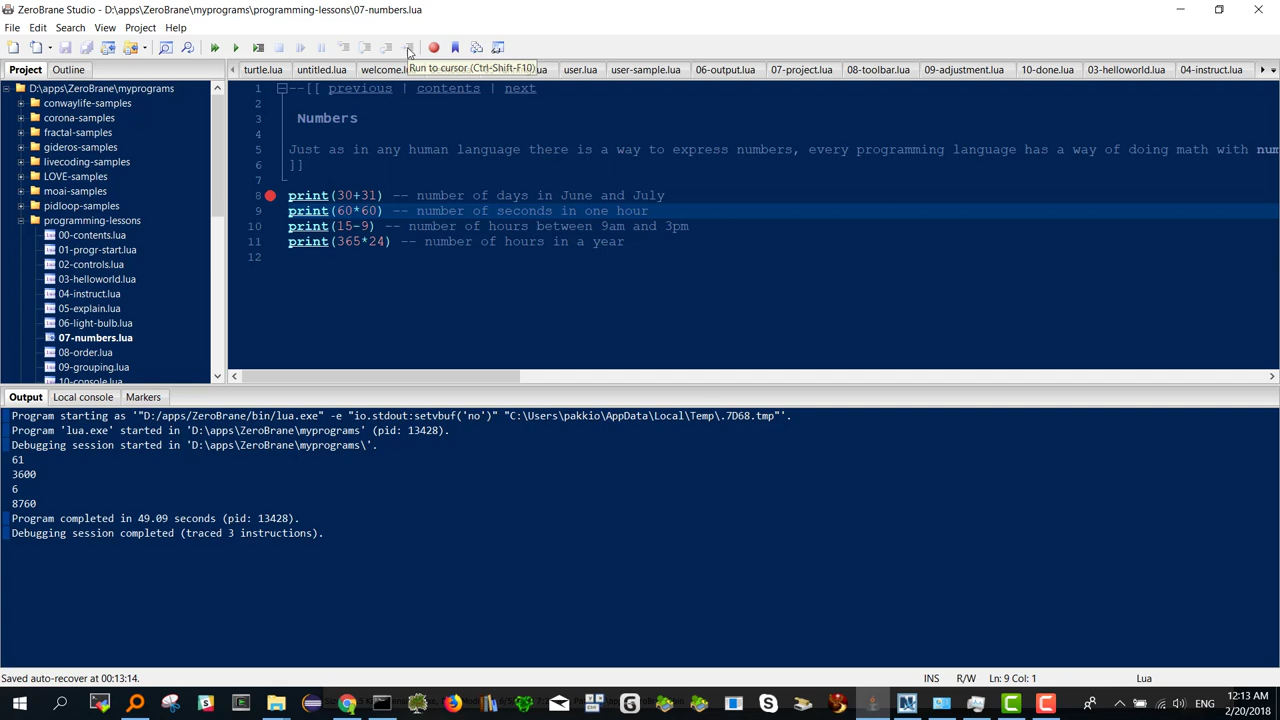 ZeroBrane Studio - D:\apps\ZeroBrane\myprograms\programming-lessons\07-numbers.lua
File Edit Search View Project Help
Run to cursor (Ctrl-Shift-F10)
Project Outline
turtle.lua untitled.lua welcome.l ua user.lua user-sample.lua 06-output.lua 07-project.lua 08-toolbar.lua 09-adjustment.lua 10-done.lua 03-helloworld.lua 04-instruct.lua
D:\apps\ZeroBrane\myprograms
conwaylife-samples
corona-samples
fractal-samples
gideros-samples
livecoding-samples
LOVE-samples
moai-samples
pidloop-samples
programming-lessons
00-contents.lua
01-progr-start.lua
02-controls.lua
03-helloworld.lua
04-instruct.lua
05-explain.lua
06-light-bulb.lua
07-numbers.lua
08-order.lua
09-grouping.lua
10-console.lua
1 --[[ previous | contents | next
2
3 Numbers
4
5 Just as in any human language there is a way to express numbers, every programming language has a way of doing math with num
6 ]]
7
8 print(30+31) -- number of days in June and July
9 print(60*60) -- number of seconds in one hour
10 print(15-9) -- number of hours between 9am and 3pm
11 print(365*24) -- number of hours in a year
12
Output Local console Markers
Program starting as '"D:/apps/ZeroBrane/bin/lua.exe" -e "io.stdout:setvbuf('no')" "C:\Users\pakkio\AppData\Local\Temp\.7D68.tmp"'.
Program 'lua.exe' started in 'D:\apps\ZeroBrane\myprograms' (pid: 13428).
Debugging session started in 'D:\apps\ZeroBrane\myprograms\'.
61
3600
6
8760
Program completed in 49.09 seconds (pid: 13428).
Debugging session completed (traced 3 instructions).
Saved auto-recover at 00:13:14. INS R/W Ln: 9 Col: 1 Lua
ENG
12:13 AM
2/20/2018